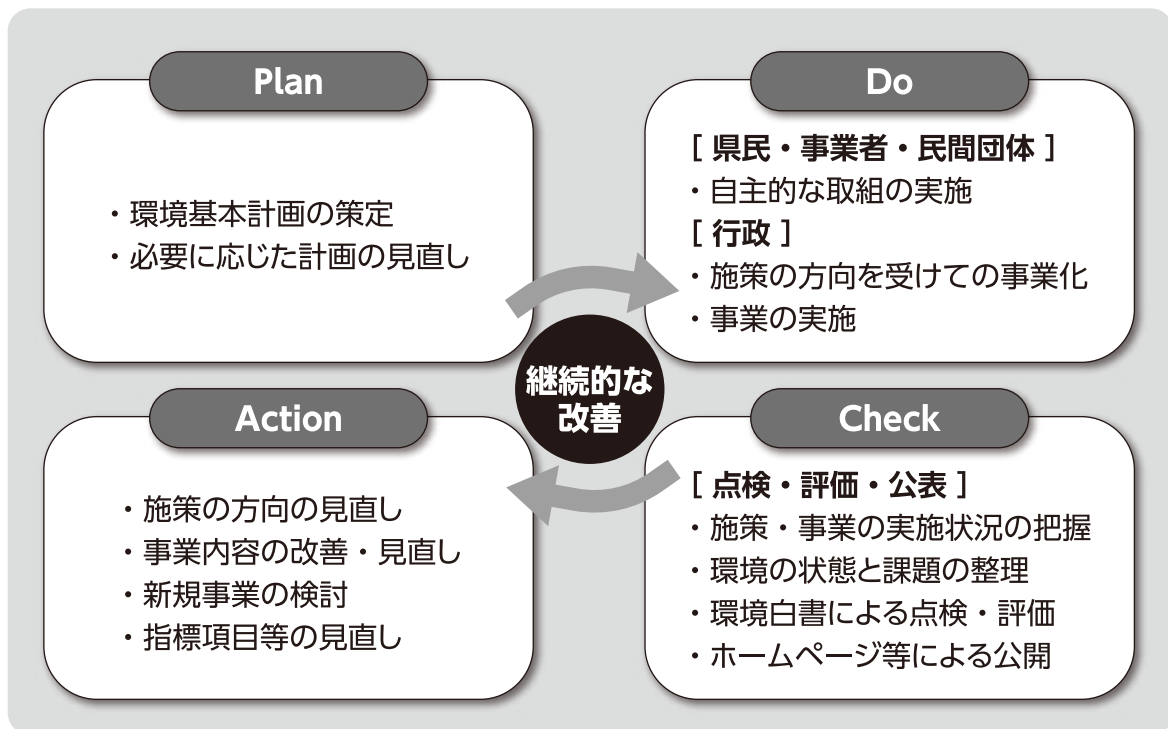 Plan
・環境基本計画の策定
・必要に応じた計画の見直し
Do
［ 県民・事業者・民間団体 ］
・自主的な取組の実施
［ 行政 ］
・施策の方向を受けての事業化
・事業の実施
継続的な
改善
Action
・施策の方向の見直し
・事業内容の改善・見直し
・新規事業の検討
・指標項目等の見直し
Check
［ 点検・評価・公表 ］
・施策・事業の実施状況の把握
・環境の状態と課題の整理
・環境白書による点検・評価
・ホームページ等による公開